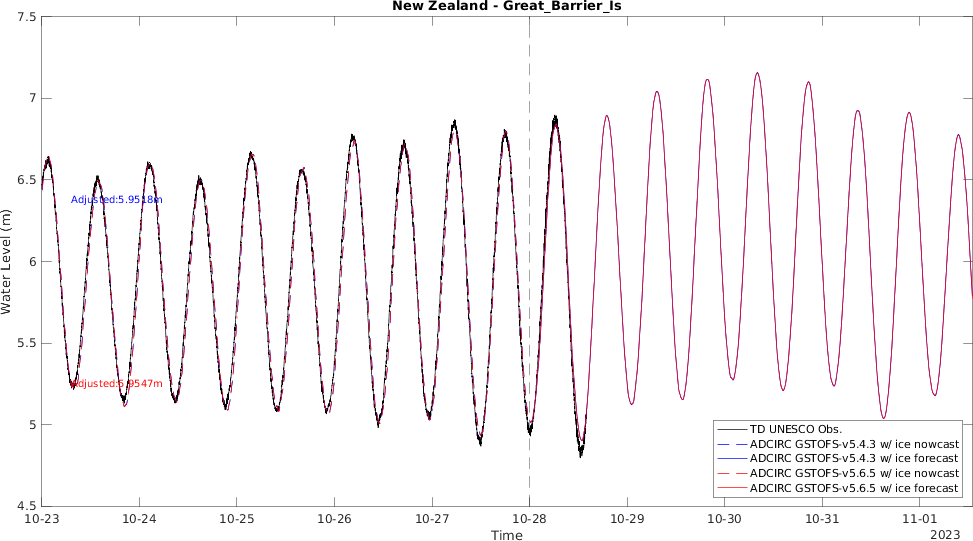 New Zealand - Great_Barrier_Is
7.5
7
6.5
6
5.5
5
4.5
Water Level (m)
Adjusted:5.9518m
Adjusted:5.9547m
TD UNESCO Obs.
ADCIRC GSTOFS-v5.4.3 w/ ice nowcast
ADCIRC GSTOFS-v5.4.3 w/ ice forecast
ADCIRC GSTOFS-v5.6.5 w/ ice nowcast
ADCIRC GSTOFS-v5.6.5 w/ ice forecast
10-23 10-24 10-25 10-26 10-27 10-28 10-29 10-30 10-31 11-01
Time
2023